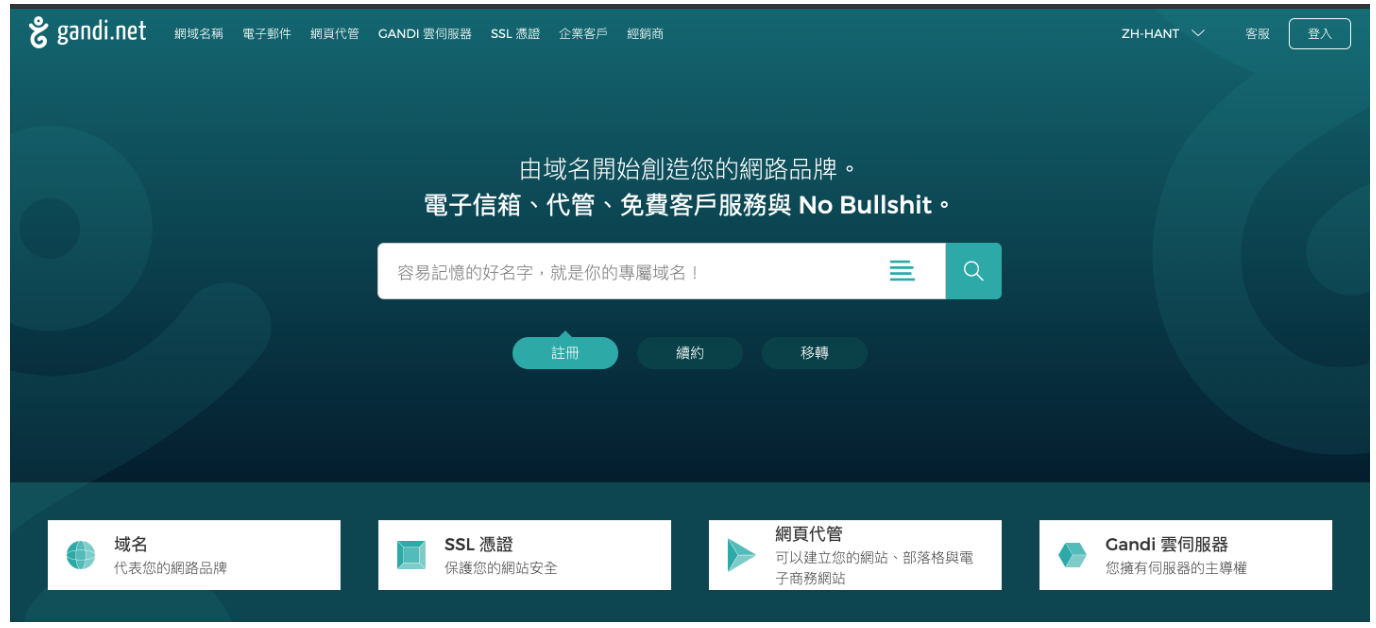 gandi.net 網域名稱 電子郵件 網頁代管 GANDI 雲伺服器 SSL 憑證 企業客戶 經銷商 ZH-HANT 客服 登入
由域名開始創造您的網路品牌。
電子信箱、代管、免費客戶服務與 No Bullshit。
容易記憶的好名字，就是你的專屬域名！
註冊 續約 移轉
域名
代表您的網路品牌
SSL 憑證
保護您的網站安全
網頁代管
可以建立您的網站、部落格與電
子商務網站
Gandi 雲伺服器
您擁有伺服器的主導權